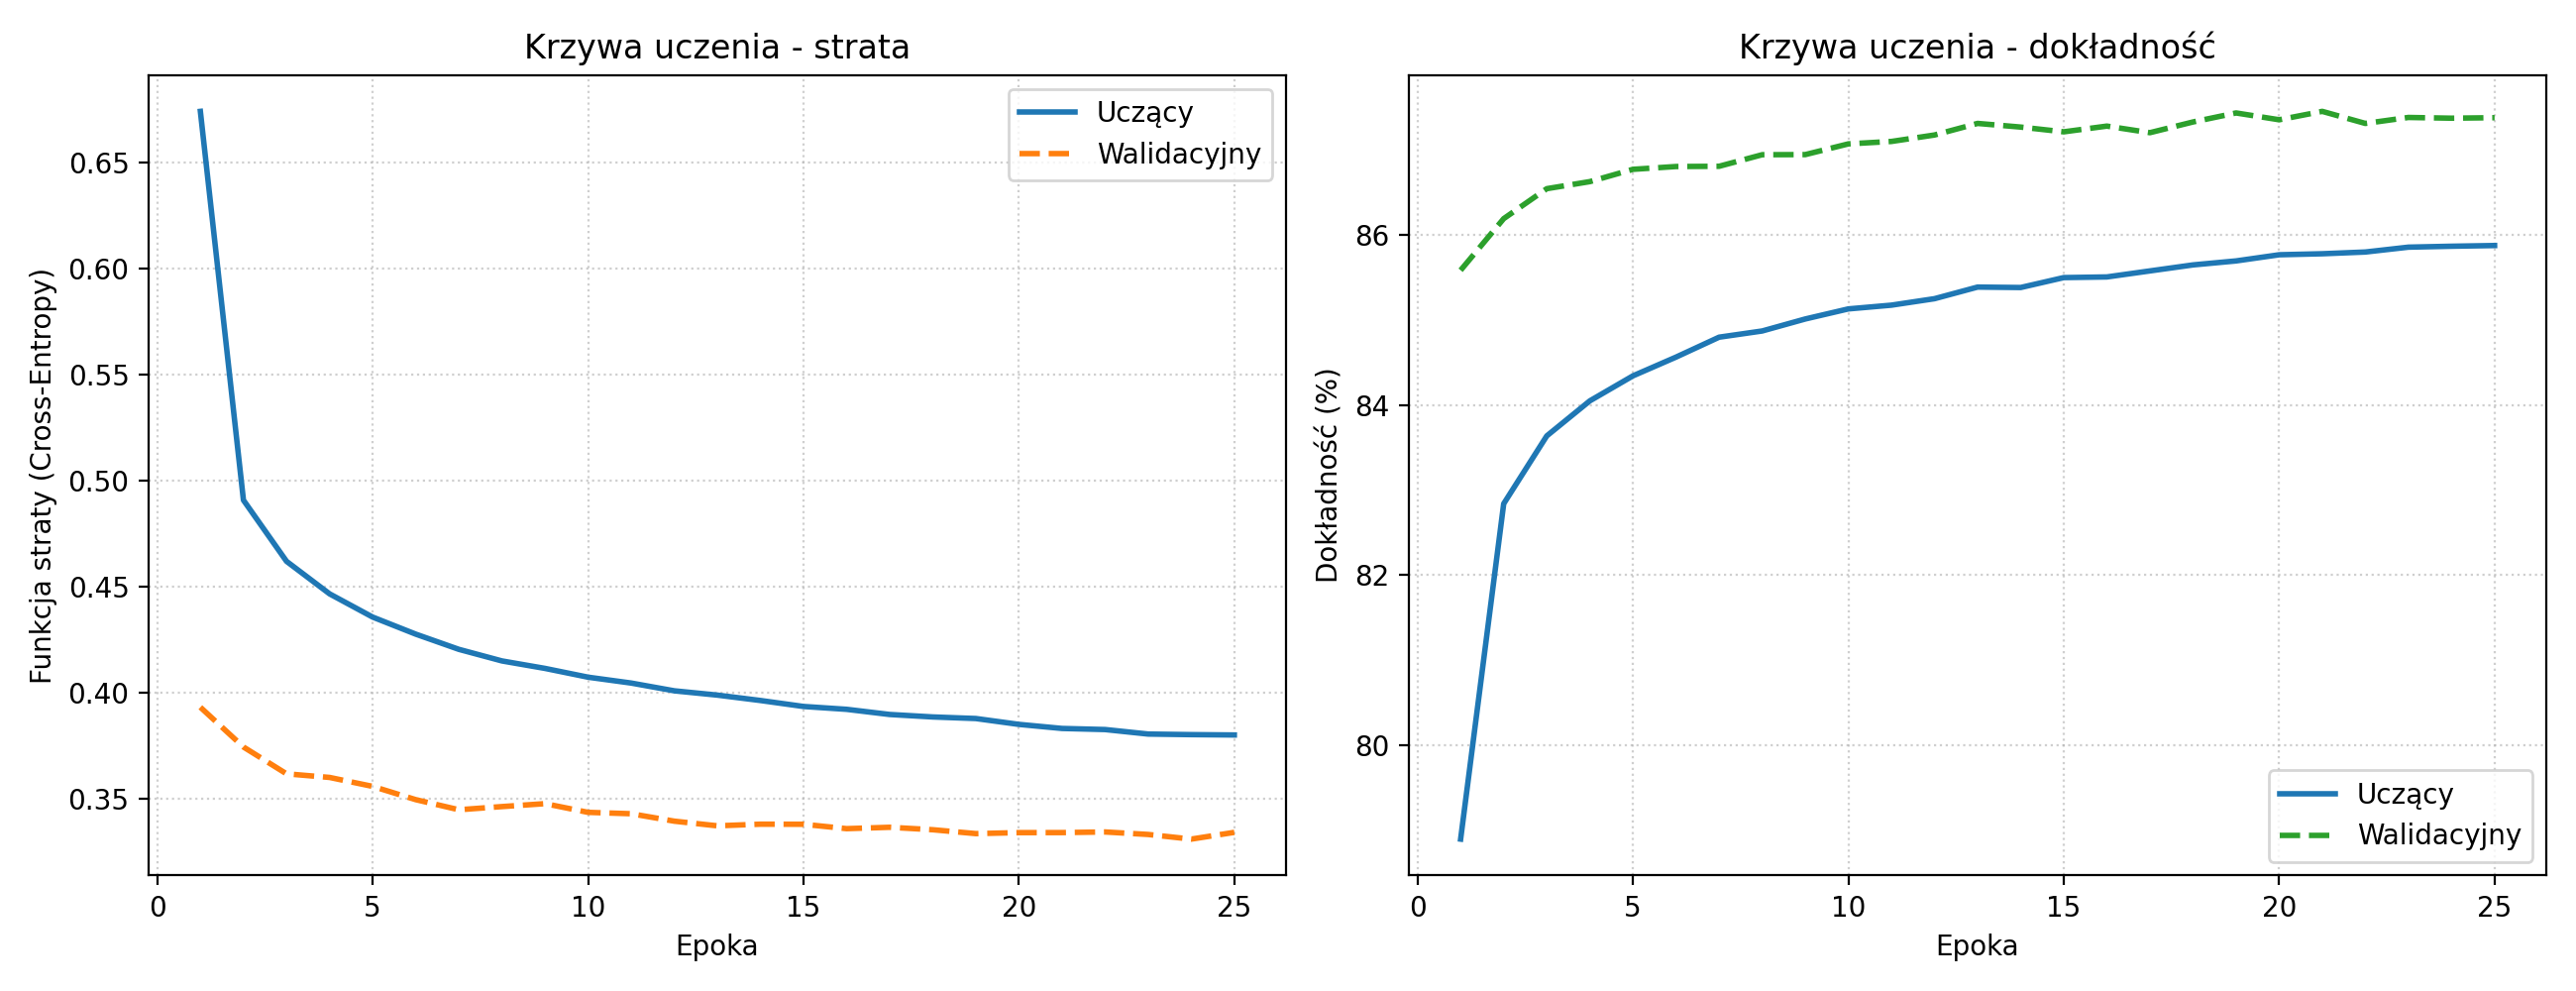 Krzywa uczenia - strata
Funkcja straty (Cross-Entropy)
0.65
0.60
0.55
0.50
0.45
0.40
0.35
Uczący
Walidacyjny
0 5 10 15 20 25
Epoka
Krzywa uczenia - dokładność
Dokładność (%)
86
84
82
80
Uczący
Walidacyjny
0 5 10 15 20 25
Epoka